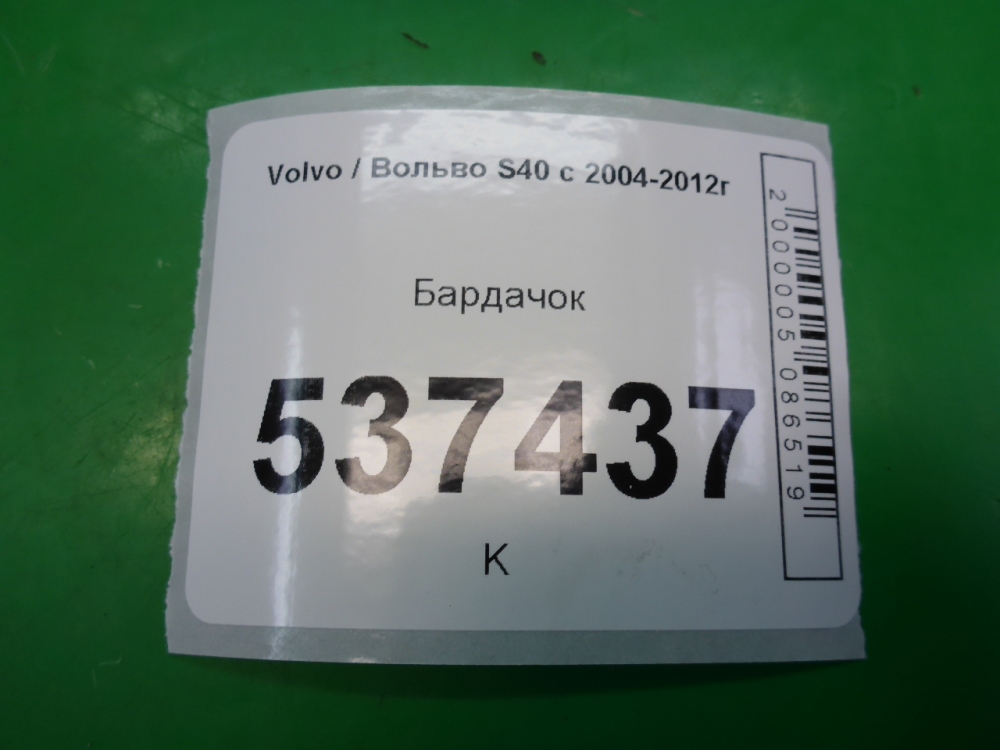 Volvo / Вольво S40 с 2004-2012г
Бардачок
537437
К
2000005086519